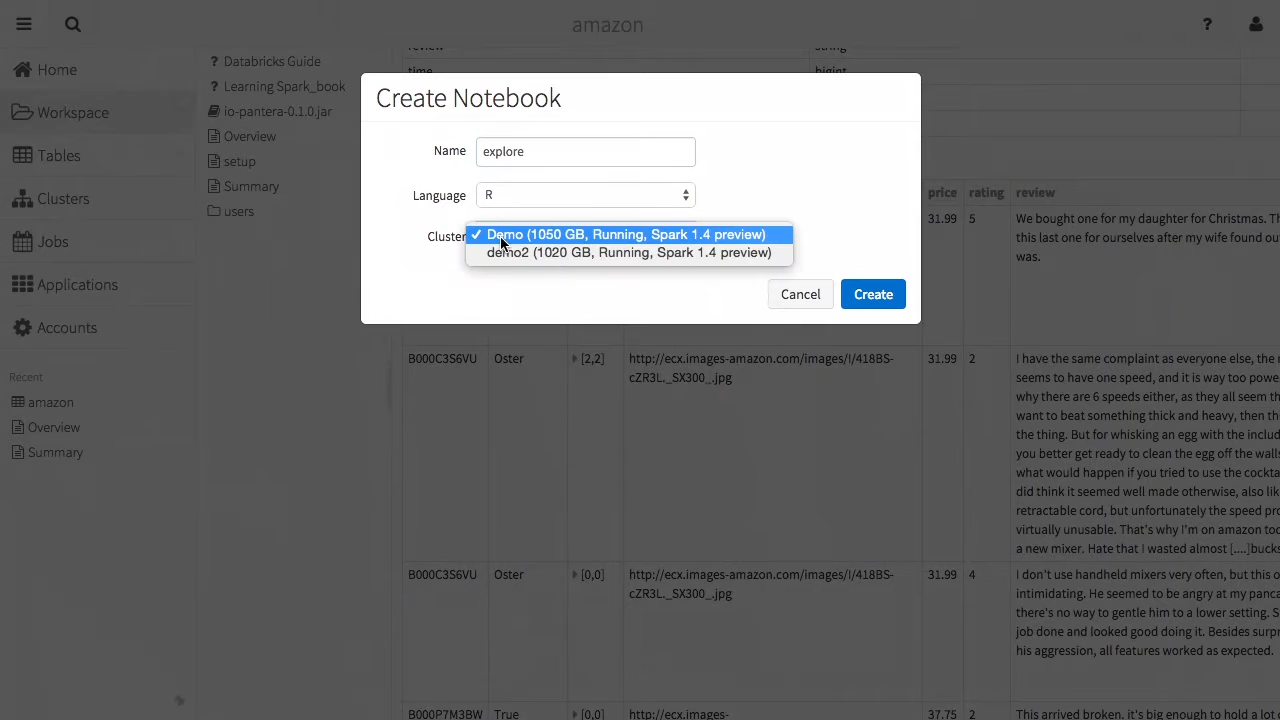 amazon
Home
Workspace
Tables
Clusters
Jobs
Applications
Accounts
Recent
amazon
Overview
Summary
Databricks Guide
Learning Spark_book
io-pantera-0.1.0.jar
Overview
setup
Summary
users
review string
time bigint
Create Notebook
Name explore
Language R
Cluster
✓ Demo (1050 GB, Running, Spark 1.4 preview)
demo2 (1020 GB, Running, Spark 1.4 preview)
Cancel Create
price rating review
31.99 5 We bought one for my daughter for Christmas. Th
this last one for ourselves after my wife found ou
was.
B000C3S6VU Oster [2,2] http://ecx.images-amazon.com/images/I/418BS-
cZR3L._SX300_.jpg
31.99 2 I have the same complaint as everyone else, the
seems to have one speed, and it is way too powe
why there are 6 speeds either, as they all seem th
want to beat something thick and heavy, then th
the thing. But for whisking an egg with the includ
you better get ready to clean the egg off the walls
what would happen if you tried to use the cockta
did think it seemed well made otherwise, also lik
retractable cord, but unfortunately the speed pro
virtually unusable. That's why I'm on amazon too
a new mixer. Hate that I wasted almost [....]bucks
B000C3S6VU Oster [0,0] http://ecx.images-amazon.com/images/I/418BS-
cZR3L._SX300_.jpg
31.99 4 I don't use handheld mixers very often, but this o
intimidating. He seemed to be angry at my panca
there's no way to gentle him to a lower setting. S
job done and looked good doing it. Besides surpr
his aggression, all features worked as expected.
B000P7M3BW True [0,0] http://ecx.images- 37.75 2 This arrived broken, it's big enough to hold a lot